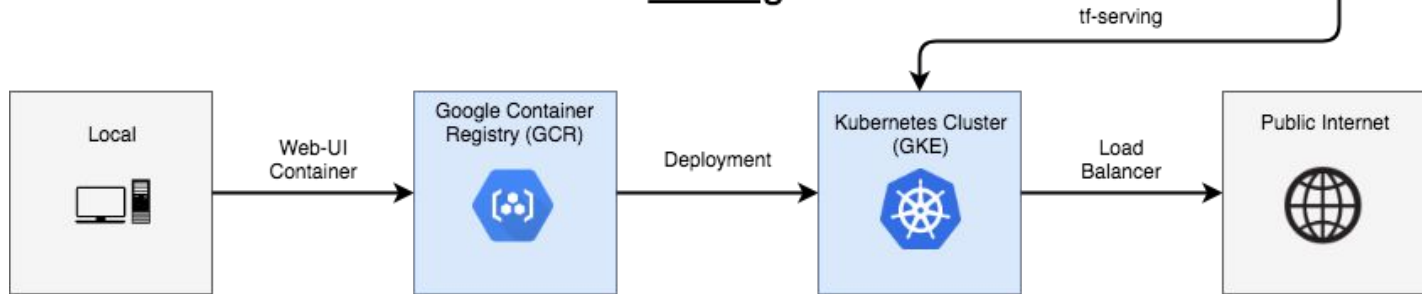 tf-serving
Local
Web-UI
Container
Google Container
Registry (GCR)
Deployment
Kubernetes Cluster
(GKE)
Load
Balancer
Public Internet